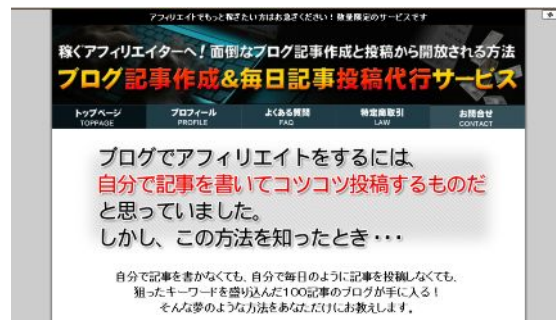 アフィリエイトでもっと稼ぎたい方はお急ぎください！数量限定のサービスです
稼ぐアフィリエイターへ！面倒なブログ記事作成と投稿から開放される方法
ブログ記事作成&毎日記事投稿代行サービス
トップページ プロフィール よくある質問 特定商取引 お問合せ
TOPPAGE PROFILE FAQ LAW CONTACT
ブログでアフィリエイトをするには、
自分で記事を書いてコツコツ投稿するものだ
と思っていました。
しかし、この方法を知ったとき・・・
自分で記事を書かなくても、自分で毎日のように記事を投稿しなくても、
狙ったキーワードを盛り込んだ100記事のブログが手に入る！
そんな夢のような方法をあなただけにお教えします。